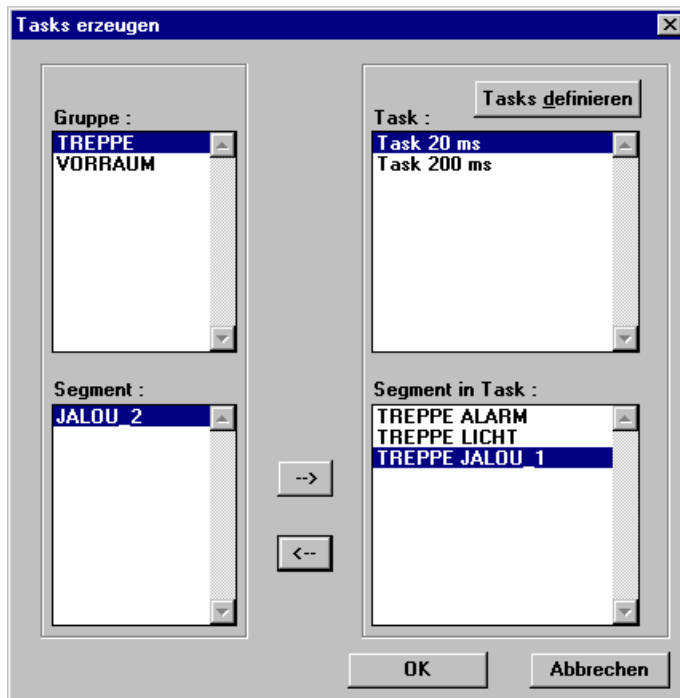 Tasks erzeugen
Gruppe :
TREPPE
VORRAUM
Segment :
JALOU_2
-->
<--
Tasks definieren
Task :
Task 20 ms
Task 200 ms
Segment in Task :
TREPPE ALARM
TREPPE LICHT
TREPPE JALOU_1
OK
Abbrechen